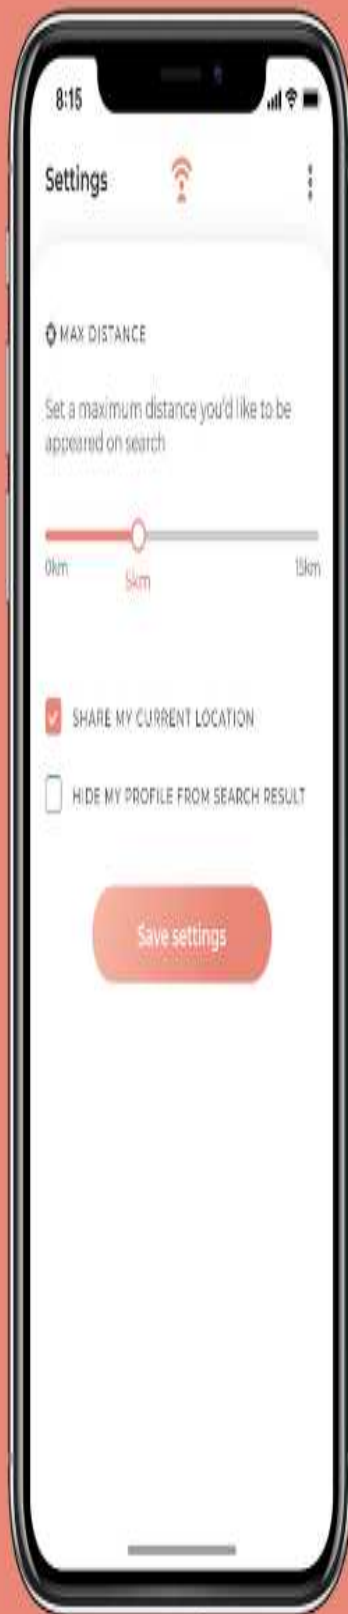 8:15
Settings
MAX DISTANCE
Set a maximum distance you'd like to be
appeared on search
0km
15km
5km
SHARE MY CURRENT LOCATION
HIDE MY PROFILE FROM SEARCH RESULT
Save settings